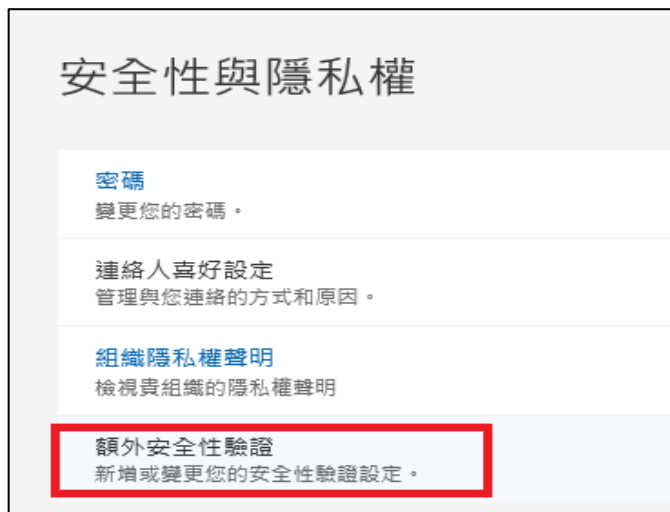 安全性與隱私權
密碼
變更您的密碼。
連絡人喜好設定
管理與您連絡的方式和原因。
組織隱私權聲明
檢視貴組織的隱私權聲明
額外安全性驗證
新增或變更您的安全性驗證設定。